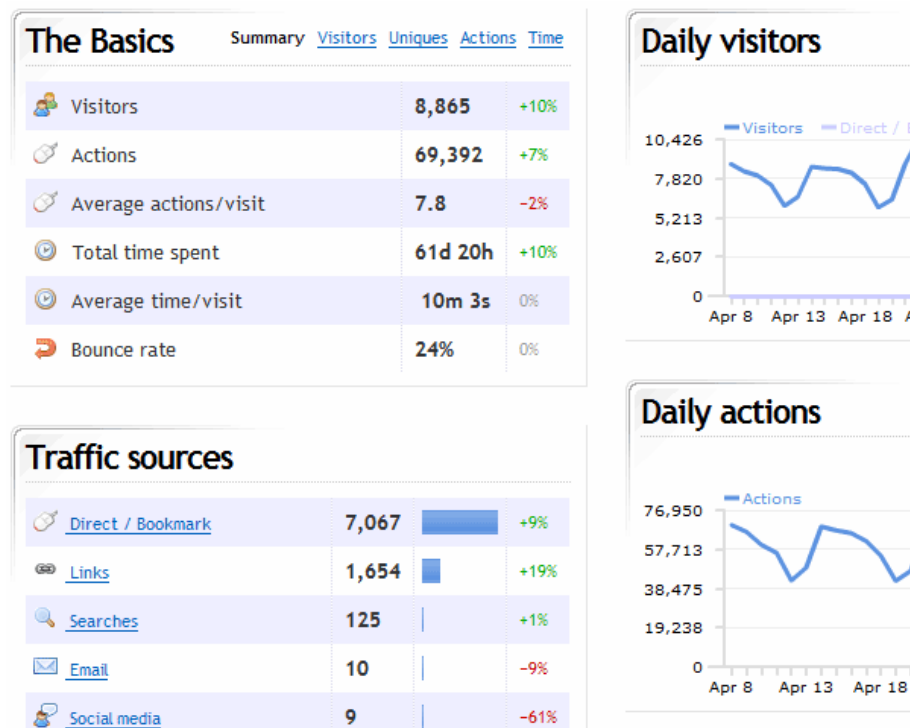 The Basics Summary Visitors Uniques Actions Time
Visitors 8,865 +10%
Actions 69,392 +7%
Average actions/visit 7.8 −2%
Total time spent 61d 20h +10%
Average time/visit 10m 3s 0%
Bounce rate 24% 0%
Traffic sources
Direct / Bookmark 7,067 +9%
Links 1,654 +19%
Searches 125 +1%
Email 10 −9%
Social media 9 −61%
Daily visitors
Visitors Direct /
10,426
7,820
5,213
2,607
0
Apr 8 Apr 13 Apr 18
Daily actions
Actions
76,950
57,713
38,475
19,238
0
Apr 8 Apr 13 Apr 18